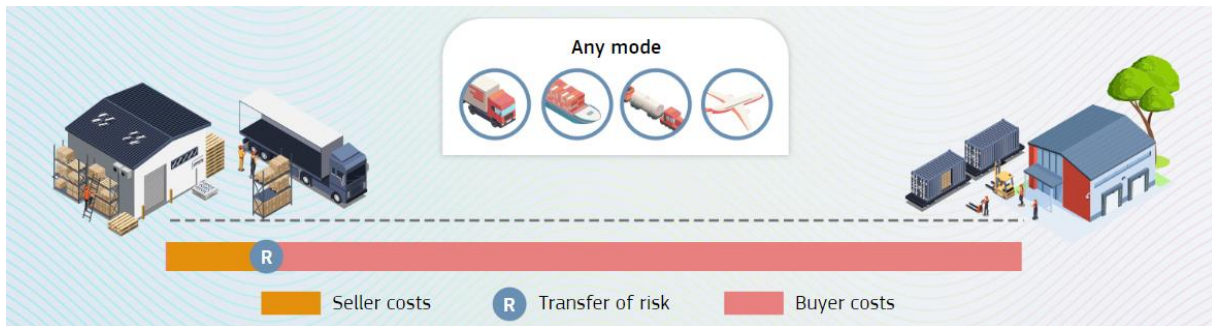 Any mode
R
Seller costs
R Transfer of risk
Buyer costs